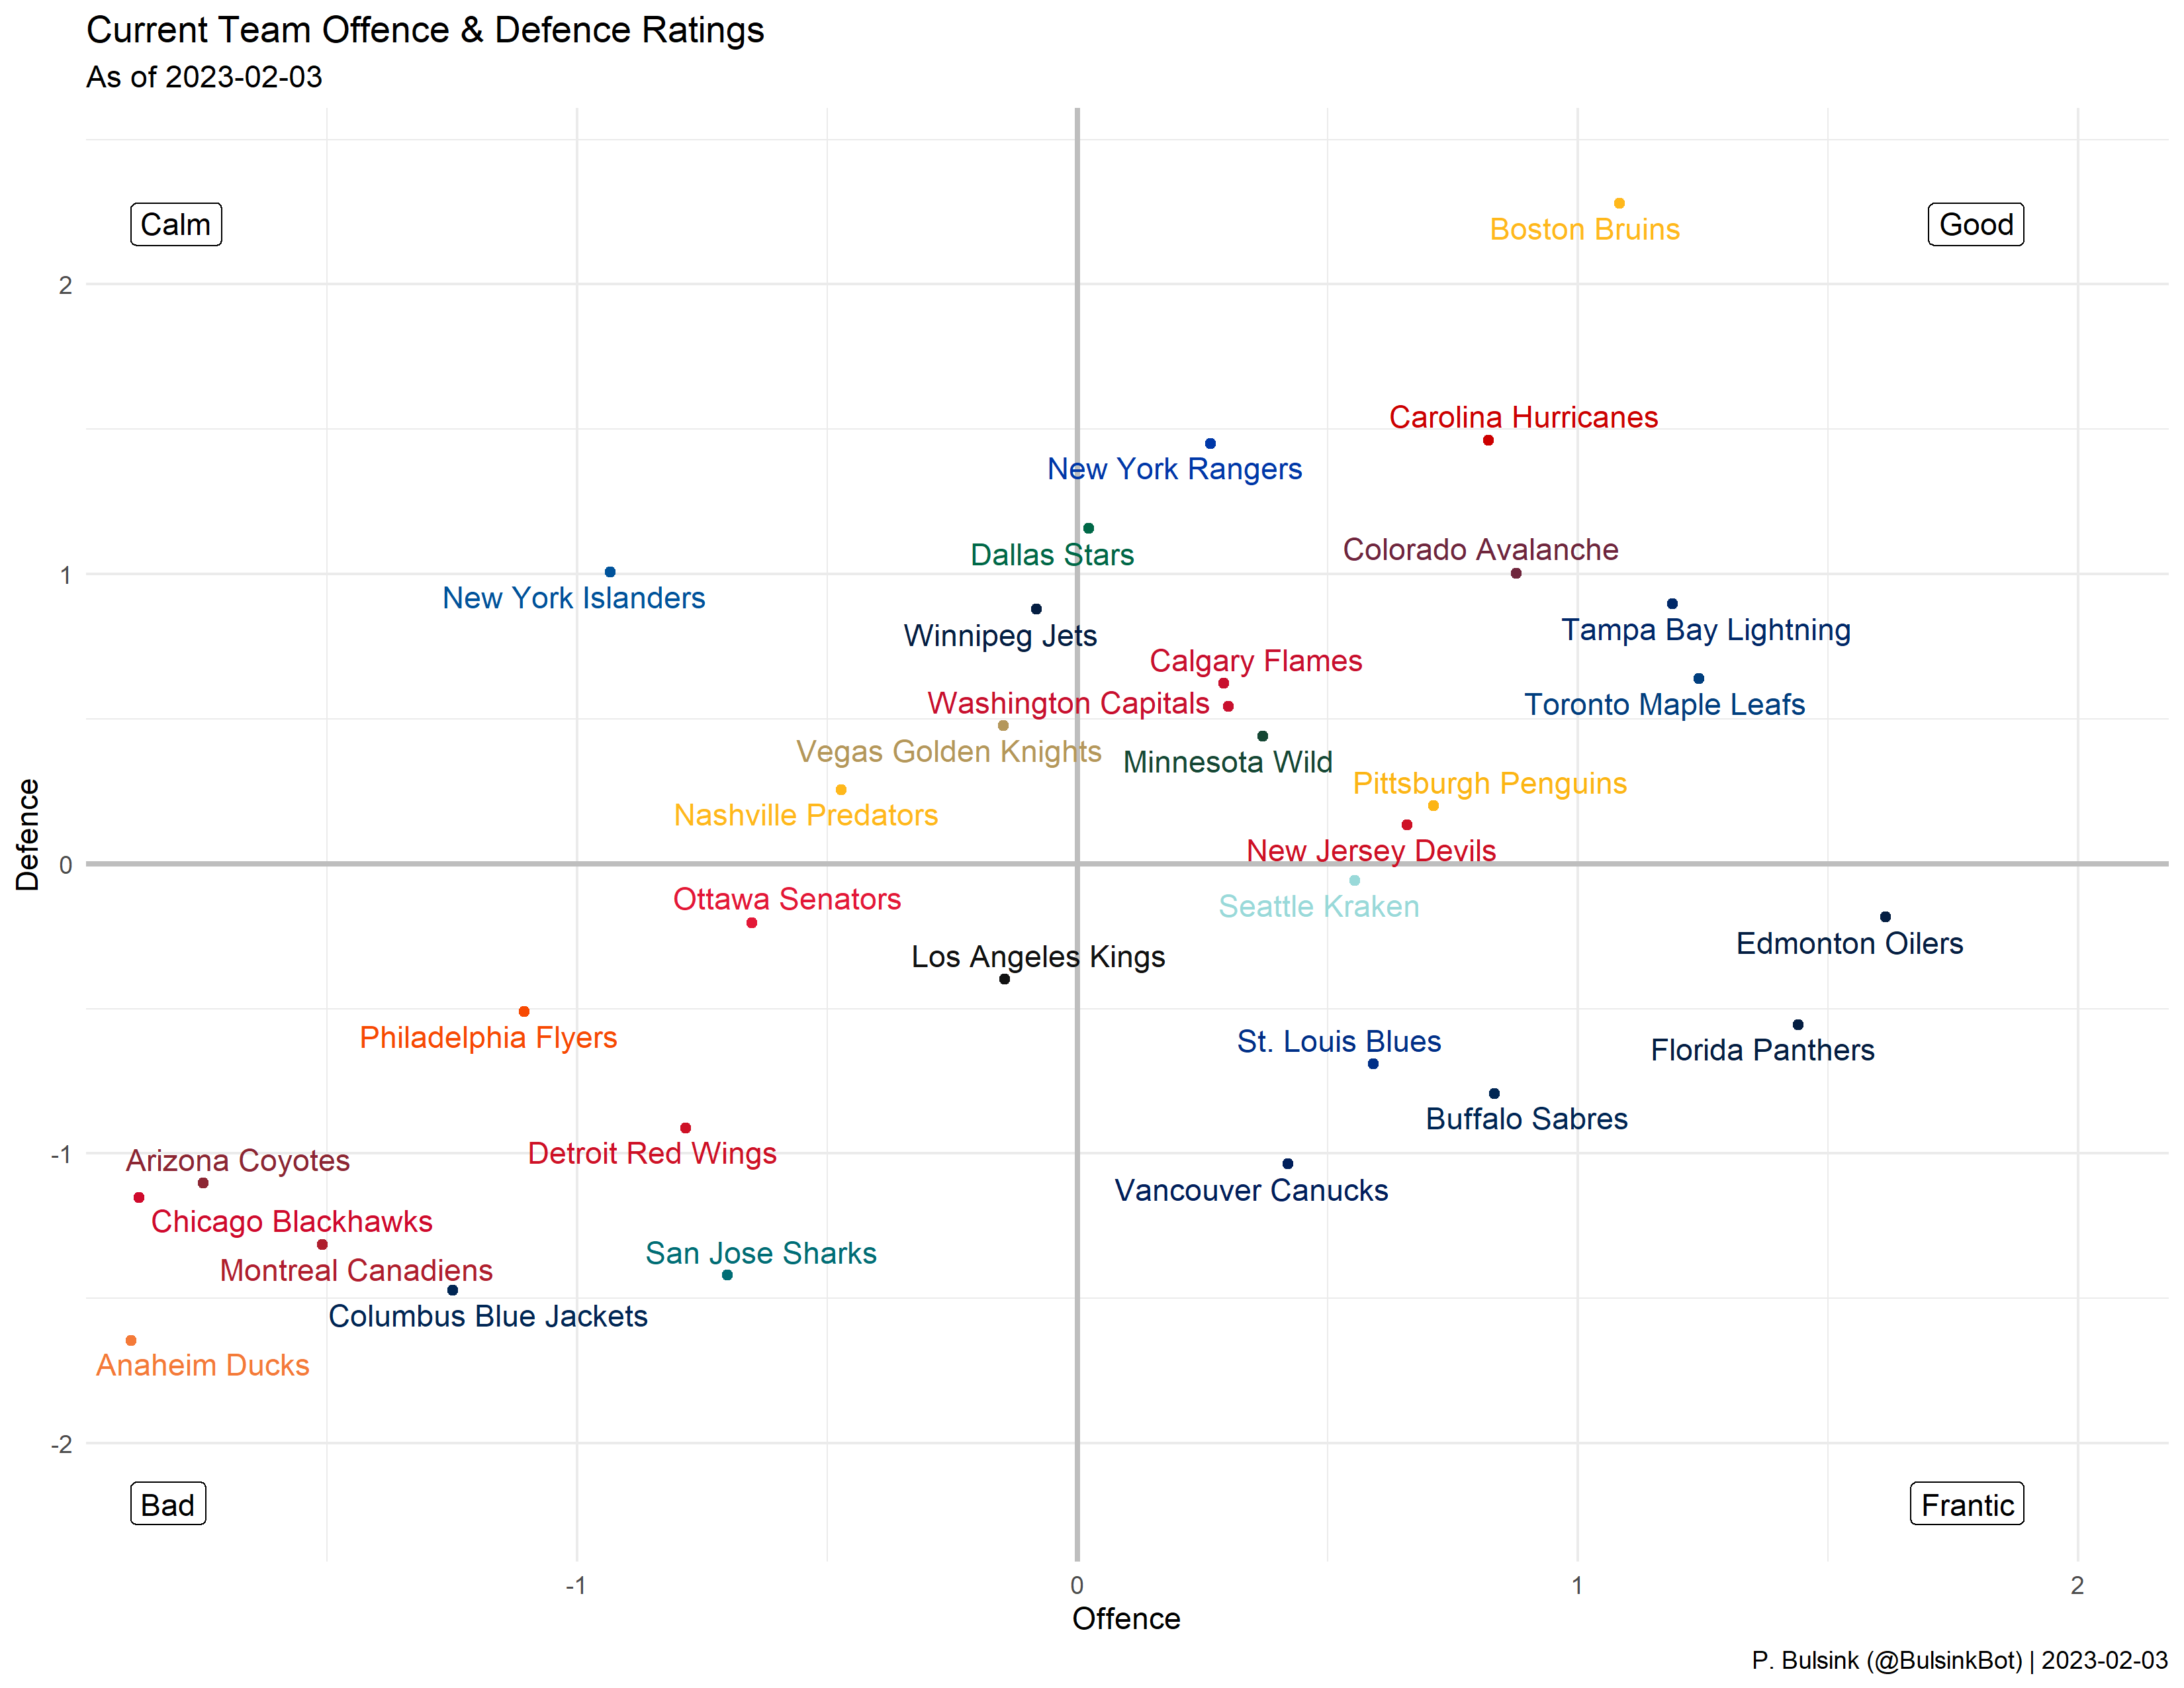 Current Team Offence & Defence Ratings
As of 2023-02-03
Calm
Good
Boston Bruins
2
Carolina Hurricanes
New York Rangers
Dallas Stars
Colorado Avalanche
1
New York Islanders
Winnipeg Jets
Tampa Bay Lightning
Calgary Flames
Washington Capitals
Toronto Maple Leafs
Vegas Golden Knights
Minnesota Wild
Pittsburgh Penguins
Nashville Predators
New Jersey Devils
Defence
0
Ottawa Senators
Seattle Kraken
Edmonton Oilers
Los Angeles Kings
Philadelphia Flyers
St. Louis Blues
Florida Panthers
Buffalo Sabres
Detroit Red Wings
-1
Arizona Coyotes
Vancouver Canucks
Chicago Blackhawks
San Jose Sharks
Montreal Canadiens
Columbus Blue Jackets
Anaheim Ducks
-2
Bad
Frantic
-1
0
1
2
Offence
P. Bulsink (@BulsinkBot) | 2023-02-03